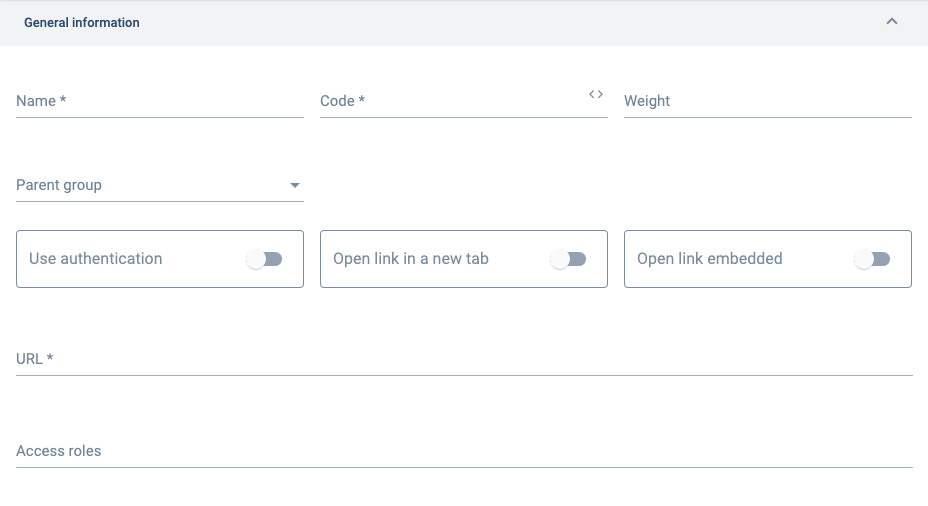 General information
Name *
Code *
Weight
Parent group
Use authentication
Open link in a new tab
Open link embedded
URL *
Access roles